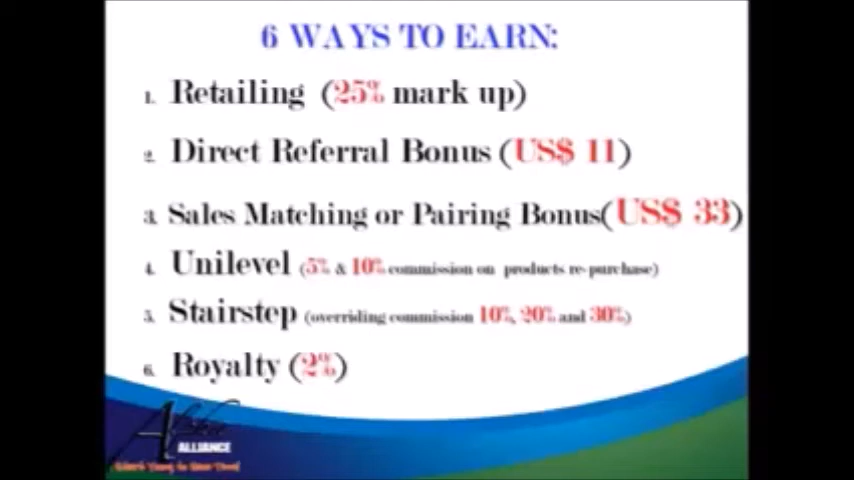 6 WAYS TO EARN:
1. Retailing (25% mark up)
2. Direct Referral Bonus (US$ 11)
3. Sales Matching or Pairing Bonus(US$ 33)
4. Unilevel (5% & 10% commission on products re-purchase)
5. Stairstep (overriding commission 10%, 20% and 30%)
6. Royalty (2%)
ALLIANCE